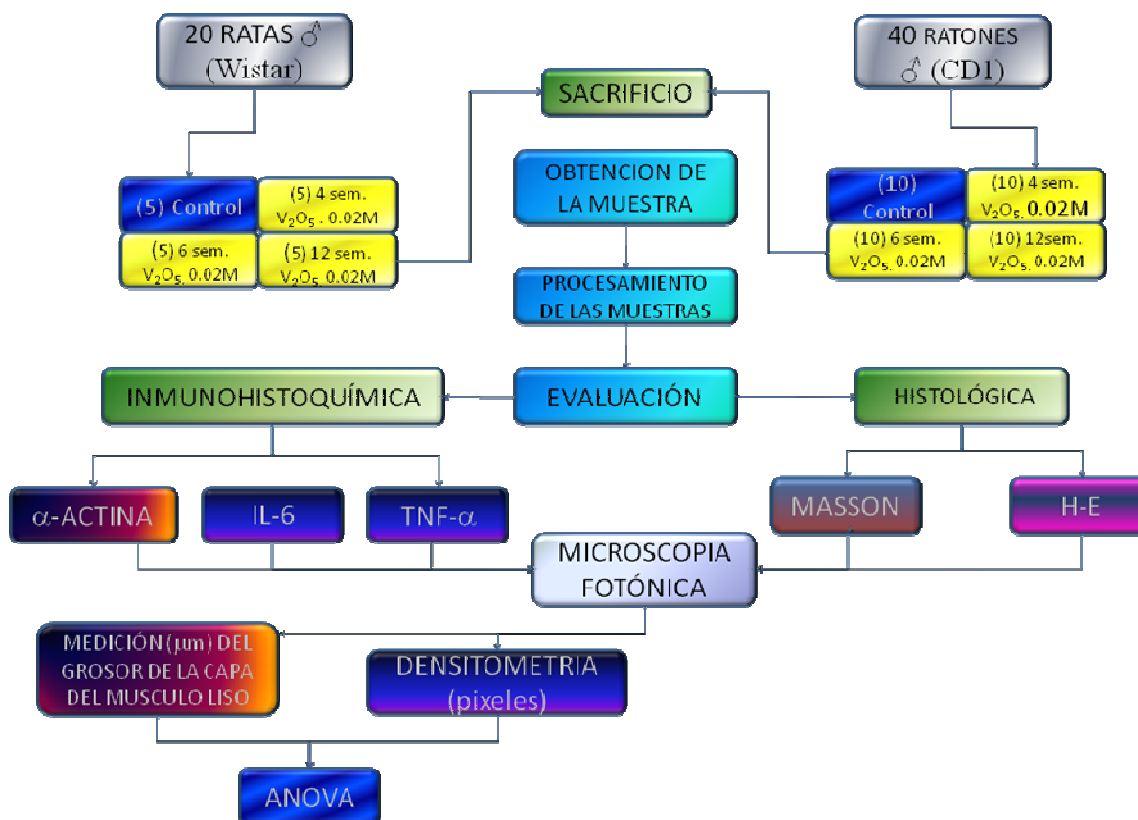 20 RATAS ♂
(Wistar)
40 RATONES
♂ (CD1)
SACRIFICIO
(5) Control
(5) 4 sem.
V₂O₅ . 0.02M
(5) 6 sem.
V₂O₅. 0.02M
(5) 12 sem.
V₂O₅. 0.02M
OBTENCION DE
LA MUESTRA
(10)
Control
(10) 4 sem.
V₂O₅. 0.02M
(10) 6 sem.
V₂O₅. 0.02M
(10) 12sem.
V₂O₅. 0.02M
PROCESAMIENTO
DE LAS MUESTRAS
INMUNOHISTOQUÍMICA
EVALUACIÓN
HISTOLÓGICA
α-ACTINA
IL-6
TNF-α
MASSON
H-E
MICROSCOPIA
FOTÓNICA
MEDICIÓN (µm) DEL
GROSOR DE LA CAPA
DEL MUSCULO LISO
DENSITOMETRIA
(pixeles)
ANOVA